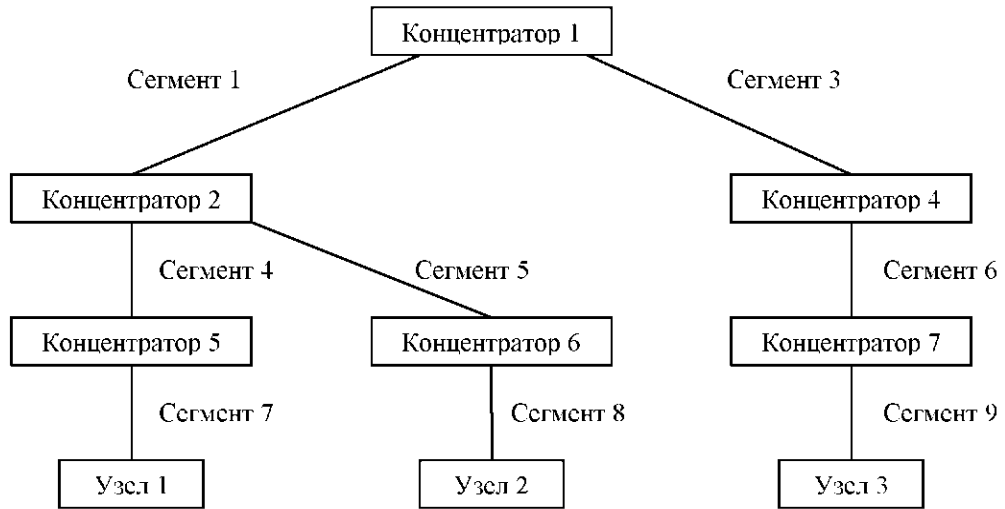 Концентратор 1
Сегмент 1
Сегмент 3
Концентратор 2
Концентратор 4
Сегмент 4
Сегмент 5
Сегмент 6
Концентратор 5
Концентратор 6
Концентратор 7
Сегмент 7
Сегмент 8
Сегмент 9
Узел 1
Узел 2
Узел 3